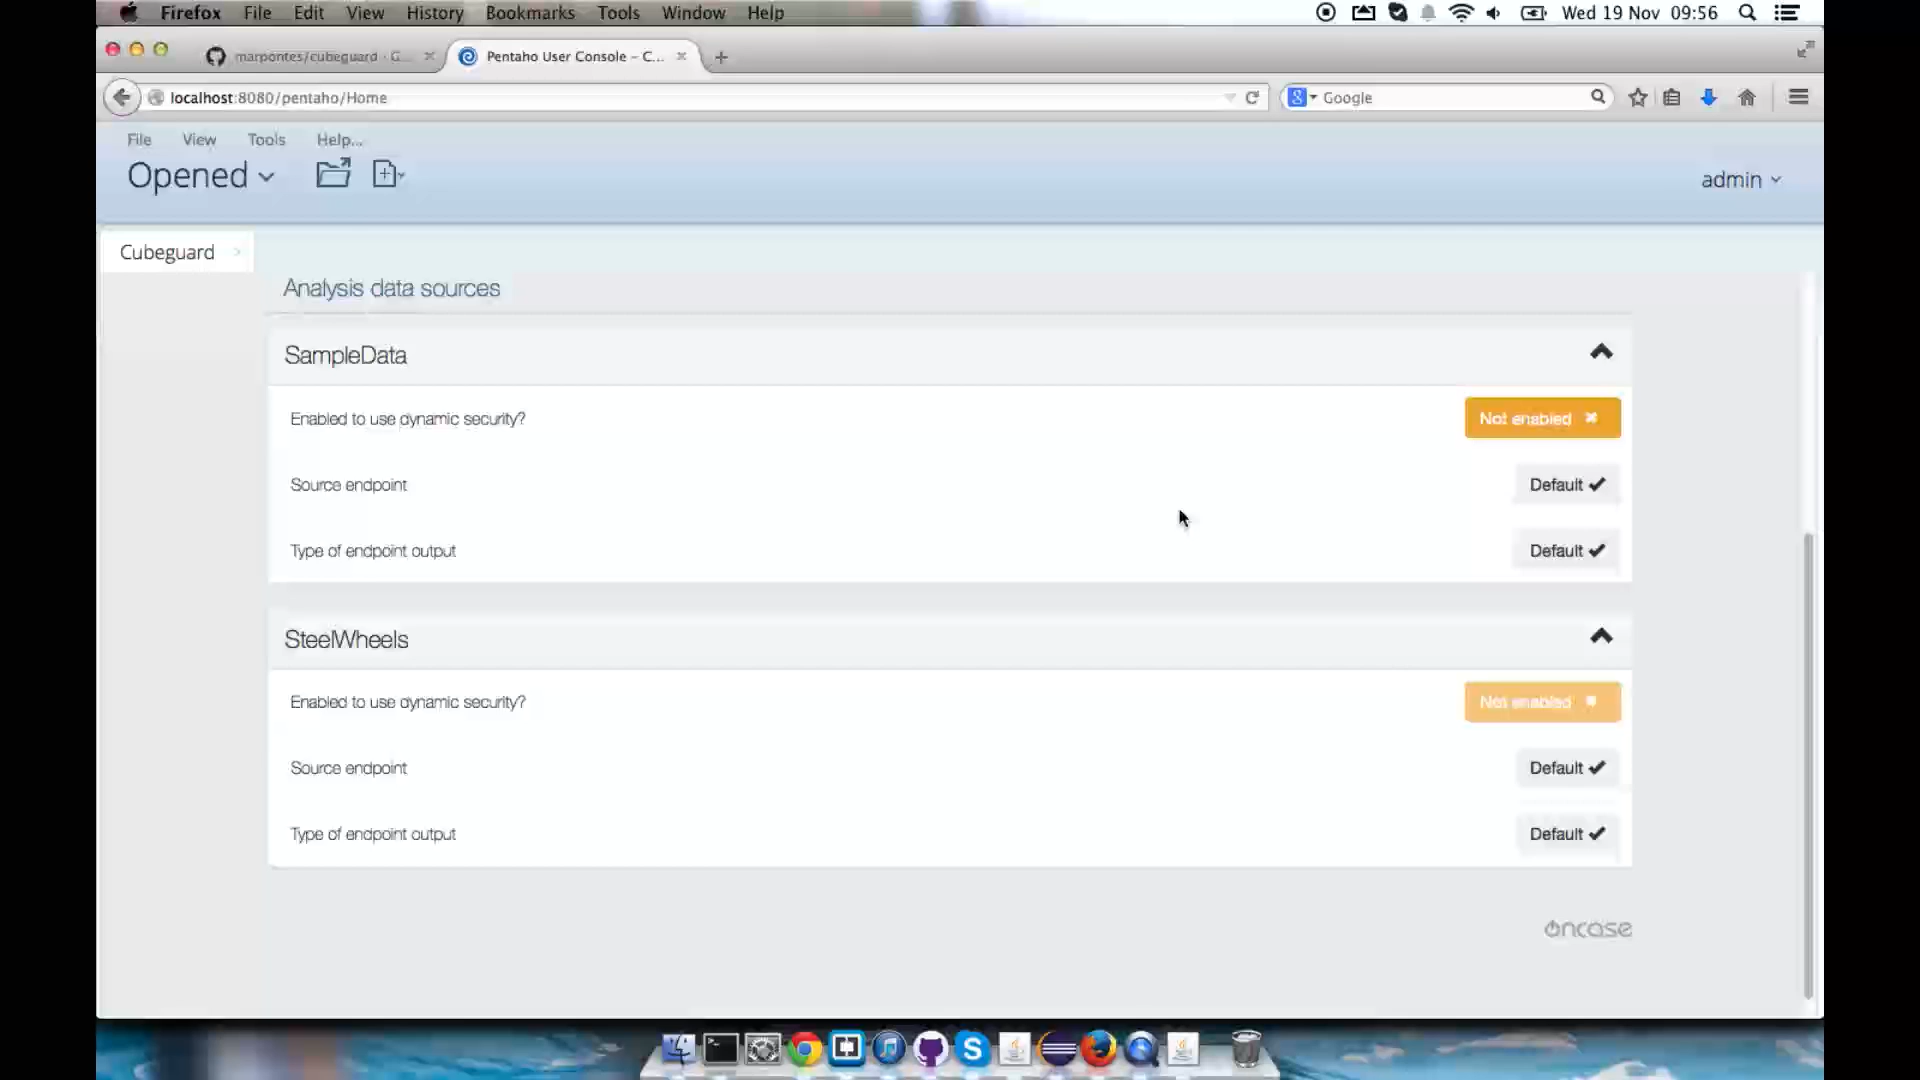 Firefox File Edit View History Bookmarks Tools Window Help Wed 19 Nov 09:56
marpontes/cubeguard · G... Pentaho User Console – C...
localhost:8080/pentaho/Home Google
File View Tools Help...
Opened admin
Cubeguard
Analysis data sources
SampleData
Enabled to use dynamic security? Not enabled
Source endpoint Default
Type of endpoint output Default
SteelWheels
Enabled to use dynamic security? Not enabled
Source endpoint Default
Type of endpoint output Default
oncase